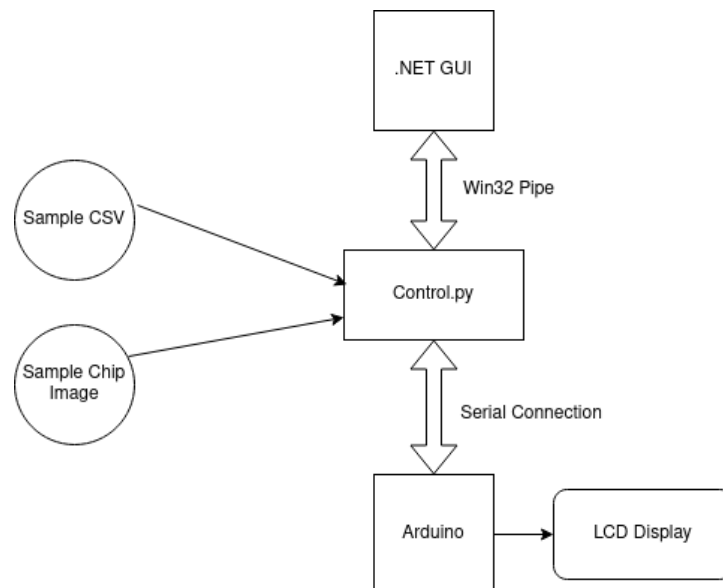 .NET GUI
Win32 Pipe
Sample CSV
Control.py
Sample Chip
Image
Serial Connection
Arduino
LCD Display